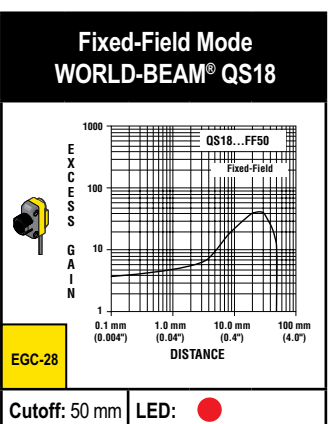 Fixed-Field Mode
WORLD-BEAM® QS18
EXCESS GAIN
1000
100
10
1
QS18...FF50
Fixed-Field
0.1 mm 1.0 mm 10.0 mm 100 mm
(0.004") (0.04") (0.4") (4.0")
DISTANCE
EGC-28
Cutoff: 50 mm LED: